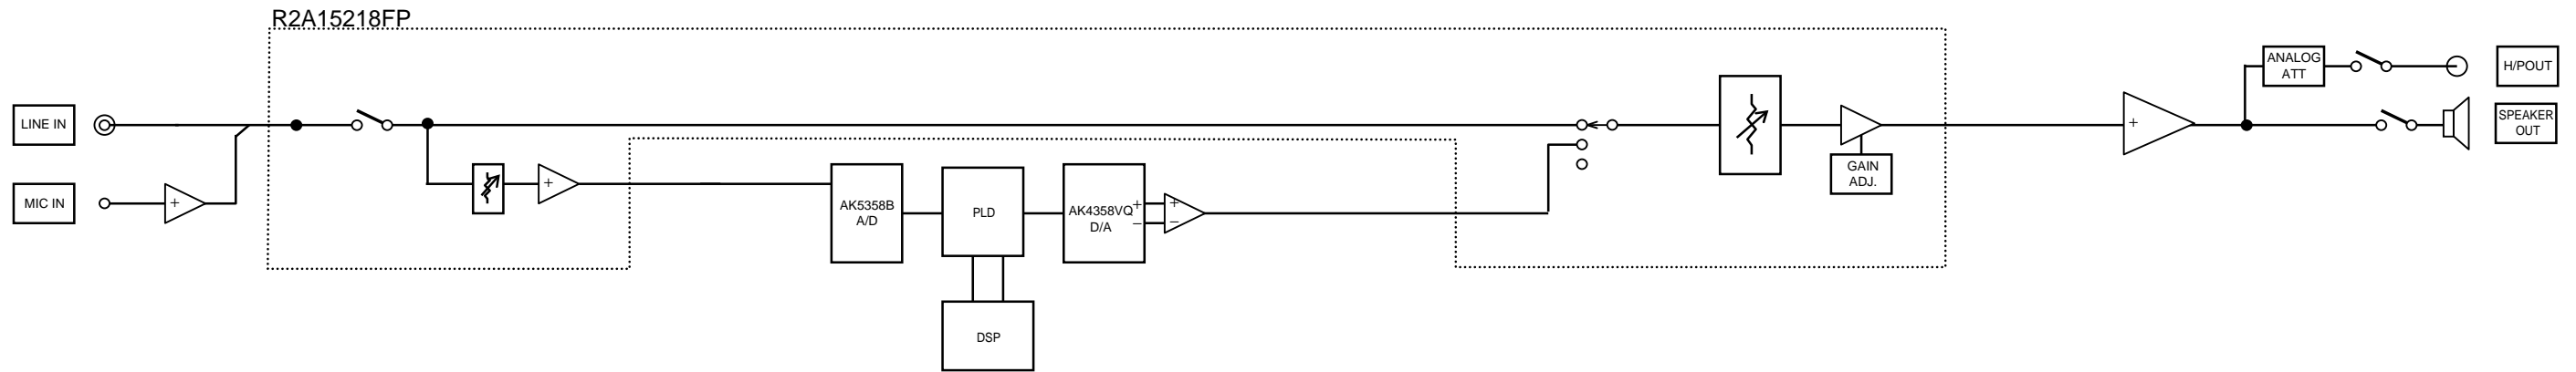 R2A15218FP
LINE IN
MIC IN
+
+
AK5358B
A/D
PLD
DSP
AK4358VQ
D/A
+
−
+
−
GAIN
ADJ.
+
ANALOG
ATT
H/POUT
SPEAKER
OUT